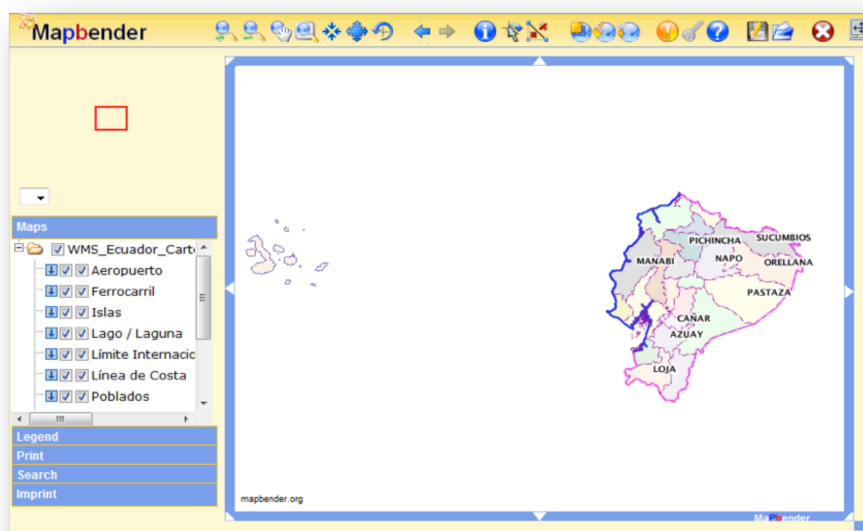 Mapbender
Maps
WMS_Ecuador_Cart
Aeropuerto
Ferrocarril
Islas
Lago / Laguna
Límite Internacio
Línea de Costa
Poblados
Legend
Print
Search
Imprint
PICHINCHA
SUCUMBIOS
MANABI
NAPO
ORELLANA
PASTAZA
CAÑAR
AZUAY
LOJA
mapbender.org
MaPbender